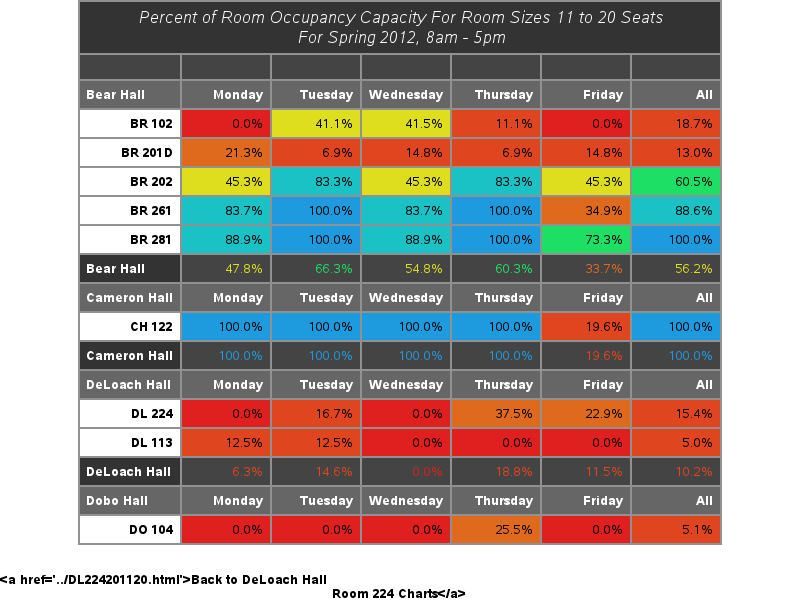 Percent of Room Occupancy Capacity For Room Sizes 11 to 20 Seats
For Spring 2012, 8am - 5pm
Bear Hall Monday Tuesday Wednesday Thursday Friday All
BR 102 0.0% 41.1% 41.5% 11.1% 0.0% 18.7%
BR 201D 21.3% 6.9% 14.8% 6.9% 14.8% 13.0%
BR 202 45.3% 83.3% 45.3% 83.3% 45.3% 60.5%
BR 261 83.7% 100.0% 83.7% 100.0% 34.9% 88.6%
BR 281 88.9% 100.0% 88.9% 100.0% 73.3% 100.0%
Bear Hall 47.8% 66.3% 54.8% 60.3% 33.7% 56.2%
Cameron Hall Monday Tuesday Wednesday Thursday Friday All
CH 122 100.0% 100.0% 100.0% 100.0% 19.6% 100.0%
Cameron Hall 100.0% 100.0% 100.0% 100.0% 19.6% 100.0%
DeLoach Hall Monday Tuesday Wednesday Thursday Friday All
DL 224 0.0% 16.7% 0.0% 37.5% 22.9% 15.4%
DL 113 12.5% 12.5% 0.0% 0.0% 0.0% 5.0%
DeLoach Hall 6.3% 14.6% 0.0% 18.8% 11.5% 10.2%
Dobo Hall Monday Tuesday Wednesday Thursday Friday All
DO 104 0.0% 0.0% 0.0% 25.5% 0.0% 5.1%
<a href='../DL224201120.html'>Back to DeLoach Hall
Room 224 Charts</a>